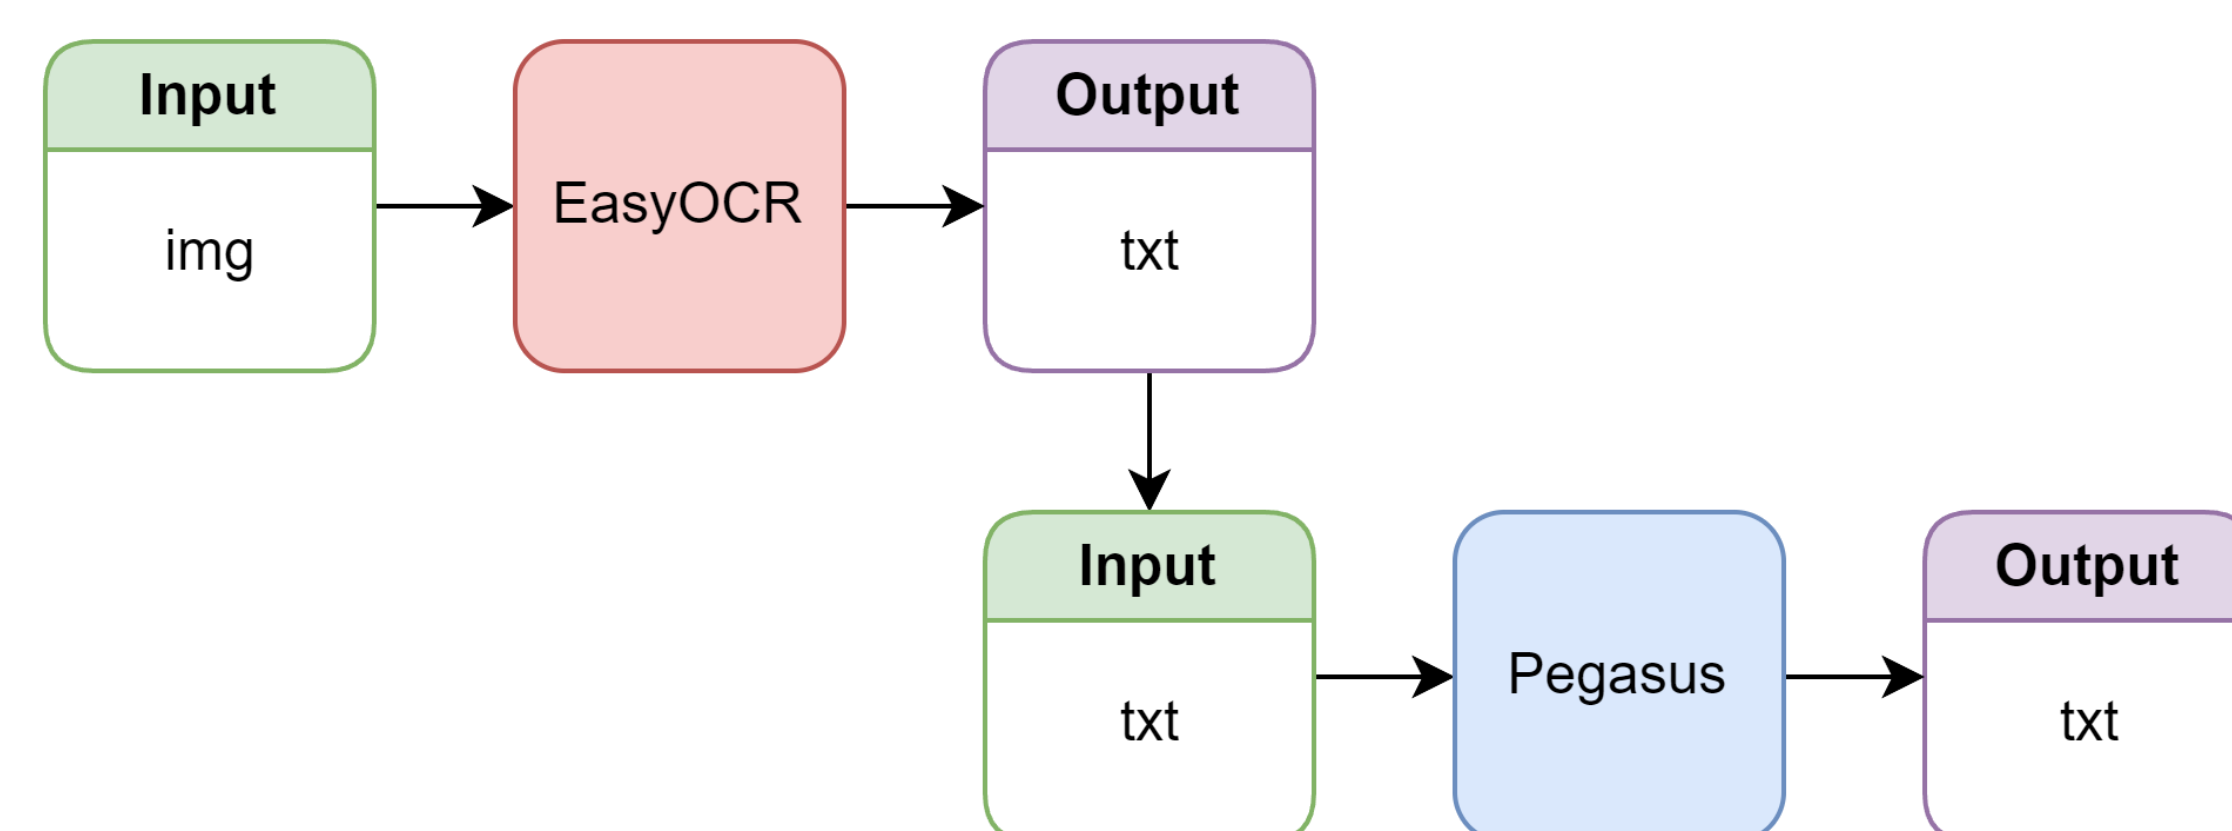 Input
img
EasyOCR
Output
txt
Input
txt
Pegasus
Output
txt